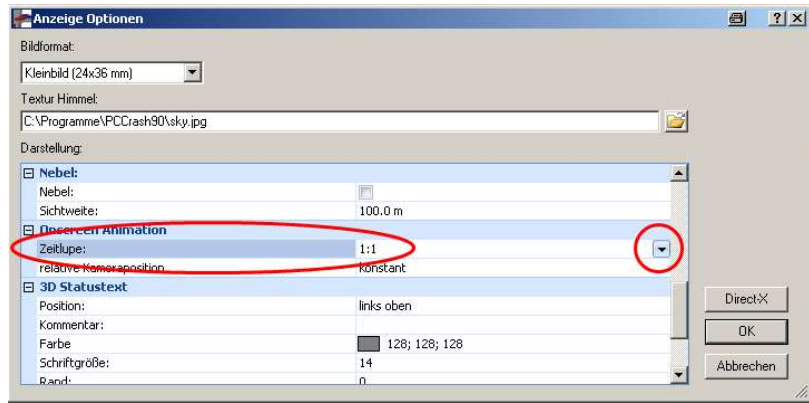 Anzeige Optionen
Bildformat:
Kleinbild (24x36 mm)
Textur Himmel:
C:\Programme\PCCrash90\sky.jpg
Darstellung:
Nebel:
Nebel:
Sichtweite: 100.0 m
Onscreen Animation
Zeitlupe: 1:1
relative Kameraposition konstant
3D Statustext
Position: links oben
Kommentar:
Farbe 128; 128; 128
Schriftgröße: 14
Rand: 0
Direct-X
OK
Abbrechen